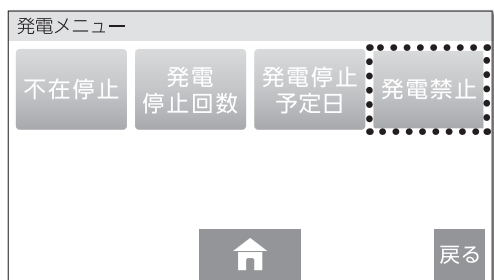 発電メニュー
不在停止
発電
停止回数
発電停止
予定日
発電禁止
戻る